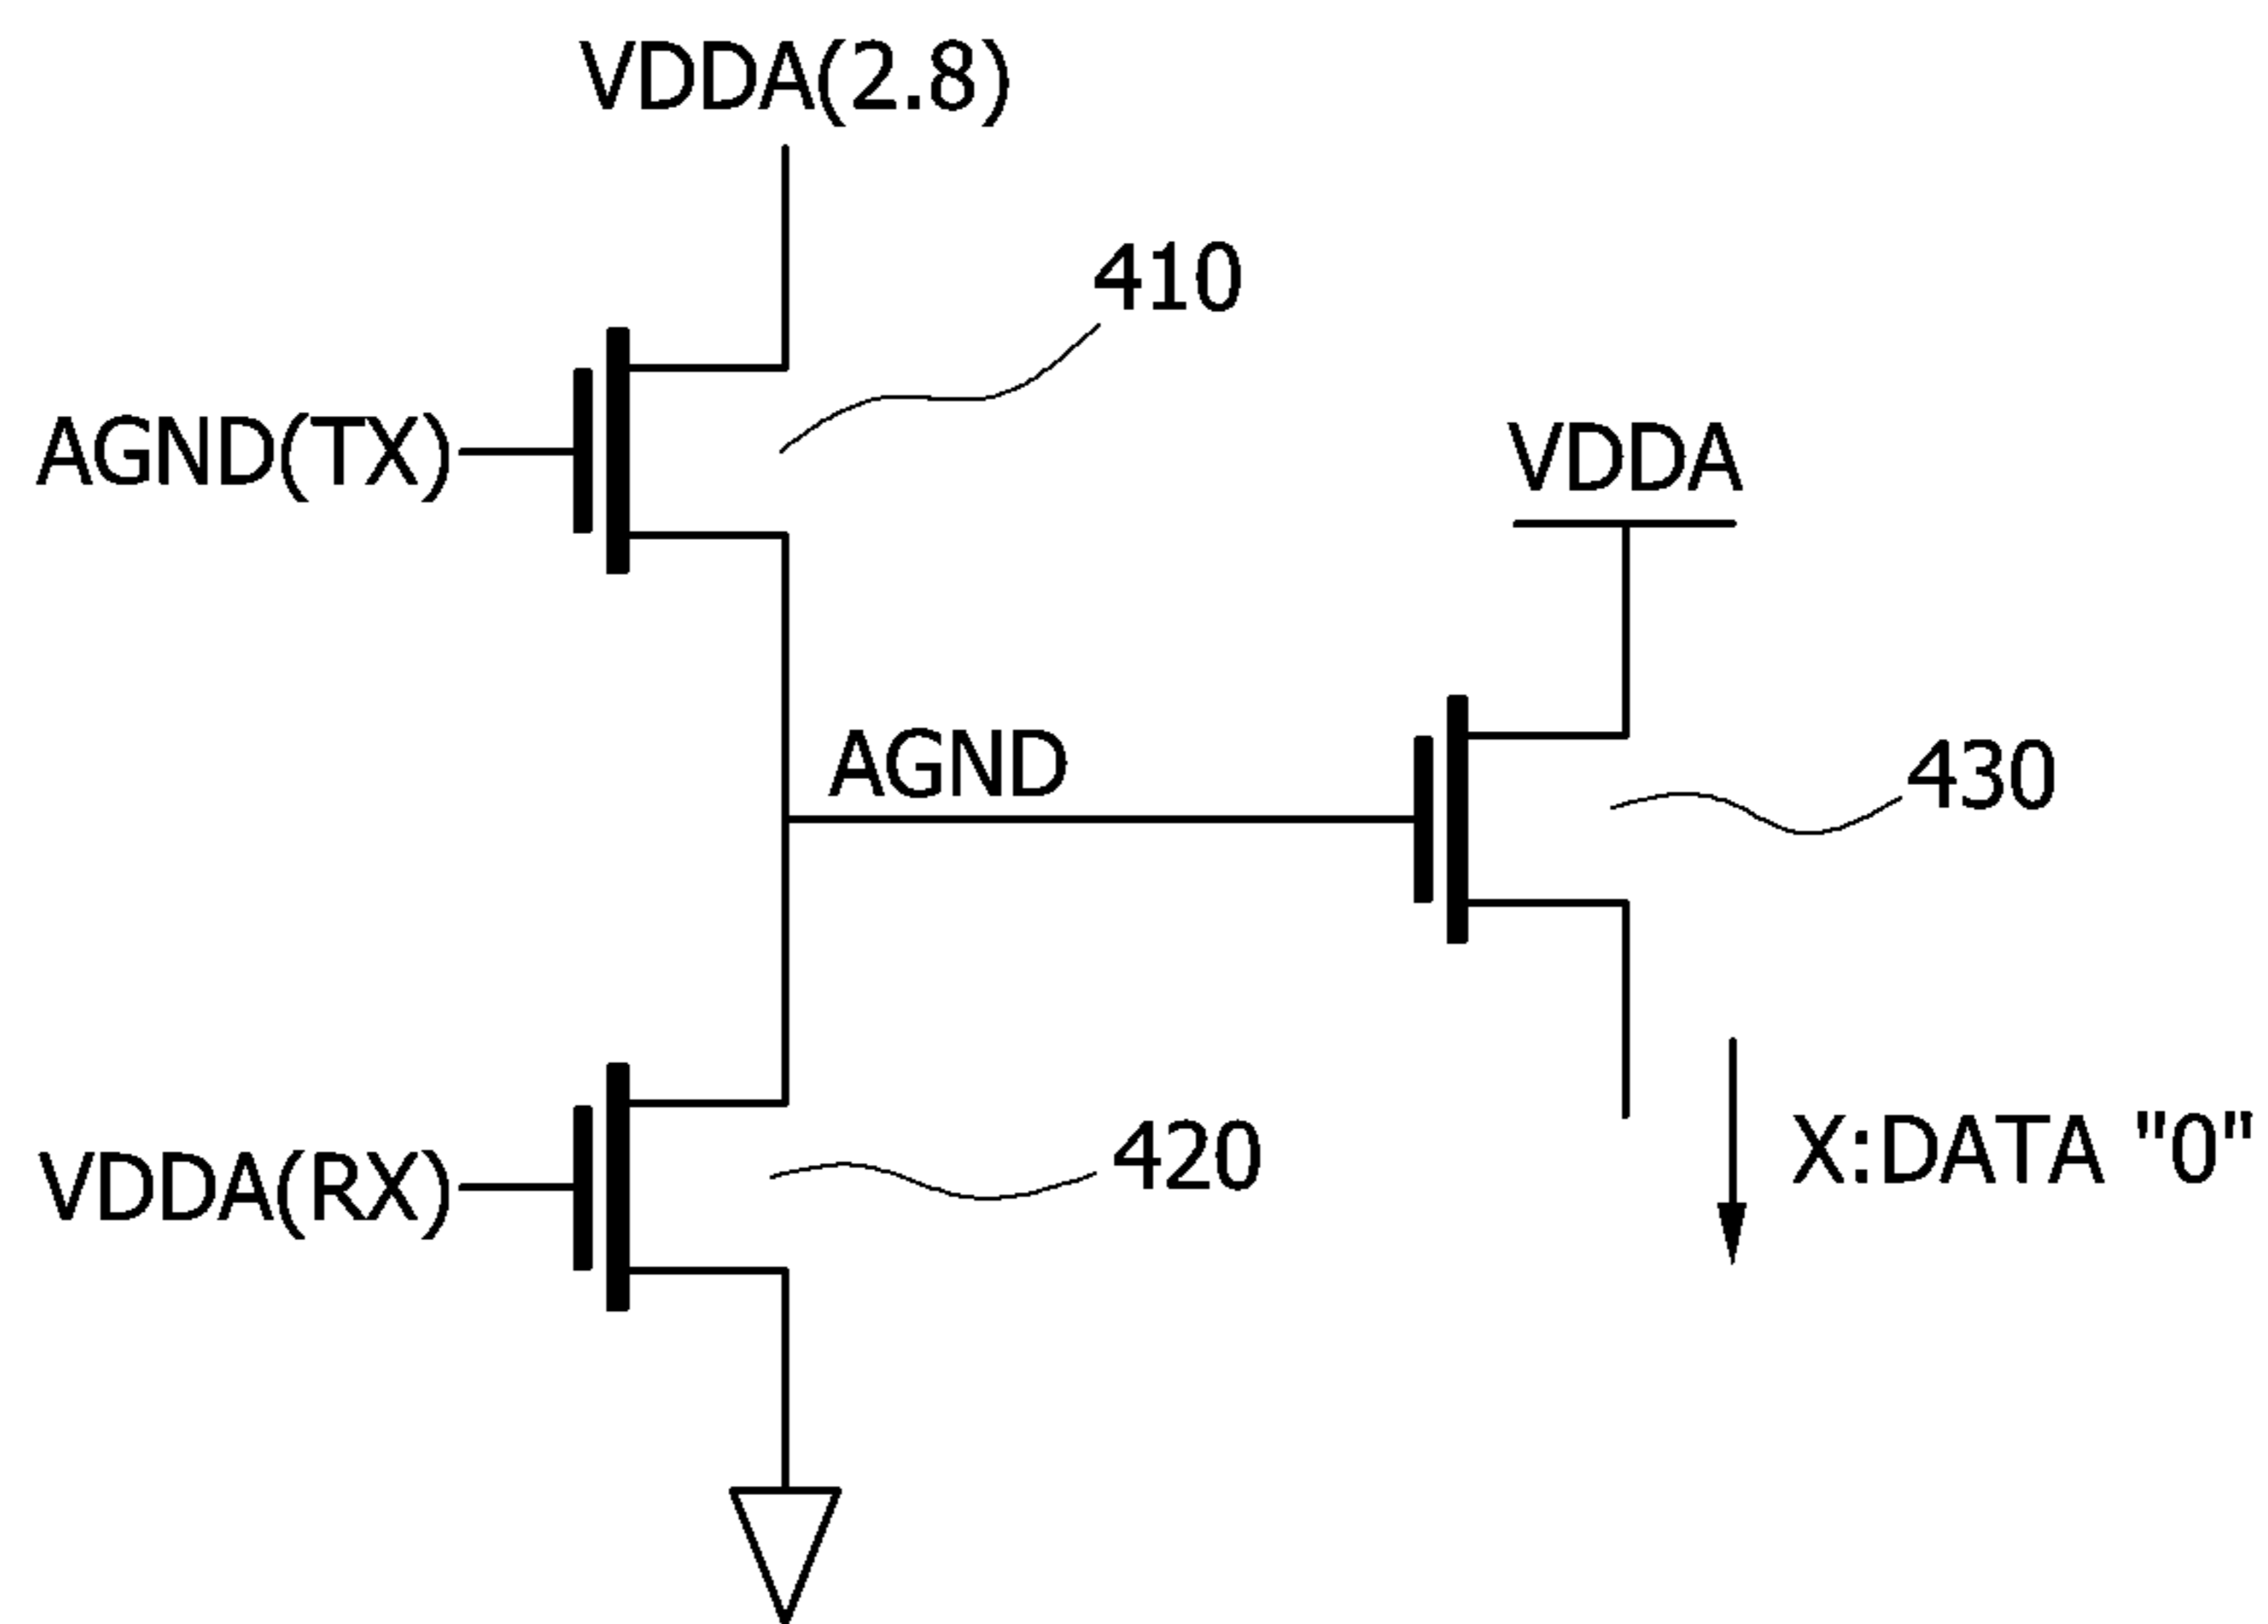 VDDA(2.8)
410
AGND(TX)
VDDA
AGND
430
VDDA(RX)
420
X:DATA "0"